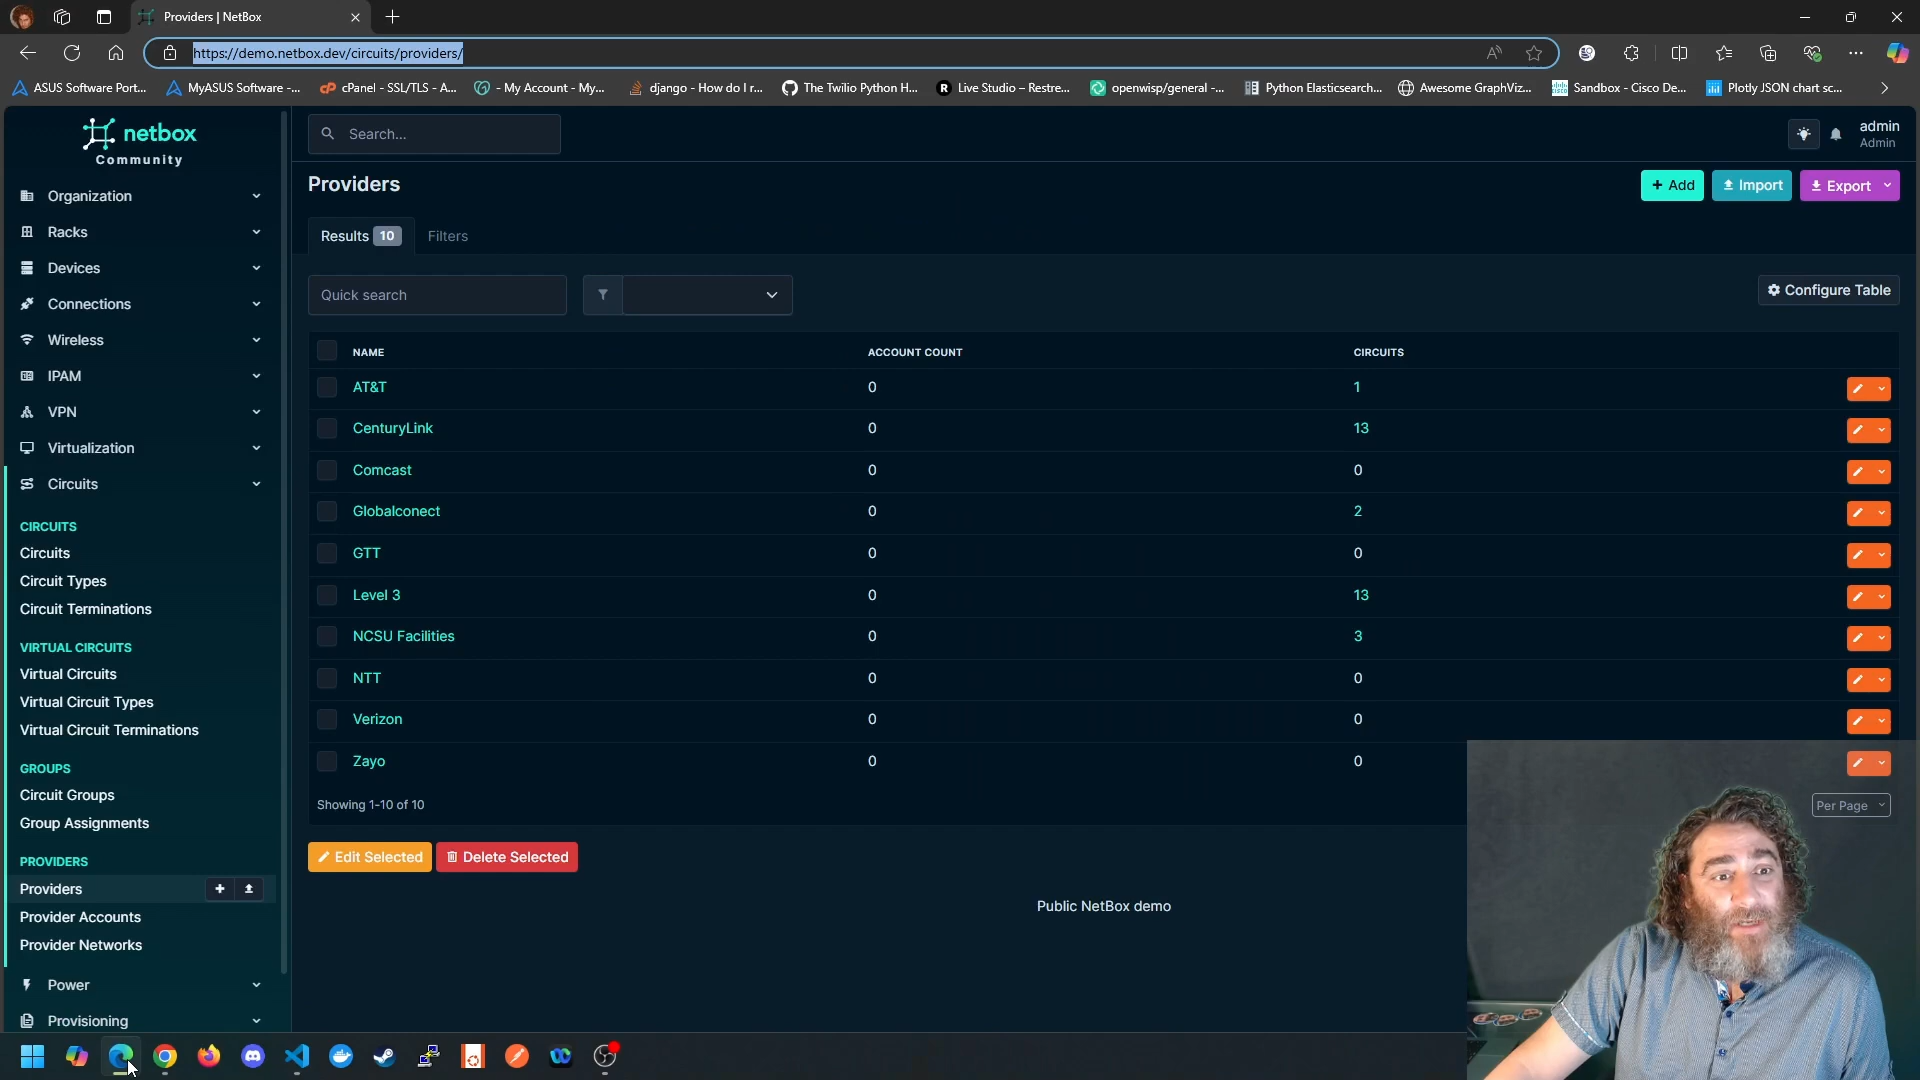 Providers | NetBox
https://demo.netbox.dev/circuits/providers/
ASUS Software Port...
MyASUS Software -...
cPanel - SSL/TLS - A...
- My Account - My...
django - How do I r...
The Twilio Python H...
Live Studio – Restre...
openwisp/general -...
Python Elasticsearch...
Awesome GraphViz...
Sandbox - Cisco De...
Plotly JSON chart sc...
netbox
Community
Search...
admin
Admin
Organization
Racks
Devices
Connections
Wireless
IPAM
VPN
Virtualization
Circuits
CIRCUITS
Circuits
Circuit Types
Circuit Terminations
VIRTUAL CIRCUITS
Virtual Circuits
Virtual Circuit Types
Virtual Circuit Terminations
GROUPS
Circuit Groups
Group Assignments
PROVIDERS
Providers
Provider Accounts
Provider Networks
Power
Provisioning
Providers
+ Add
Import
Export
Results 10
Filters
Quick search
Configure Table
NAME ACCOUNT COUNT CIRCUITS
AT&T 0 1
CenturyLink 0 13
Comcast 0 0
Globalconect 0 2
GTT 0 0
Level 3 0 13
NCSU Facilities 0 3
NTT 0 0
Verizon 0 0
Zayo 0 0
Showing 1-10 of 10
Per Page
Edit Selected
Delete Selected
Public NetBox demo